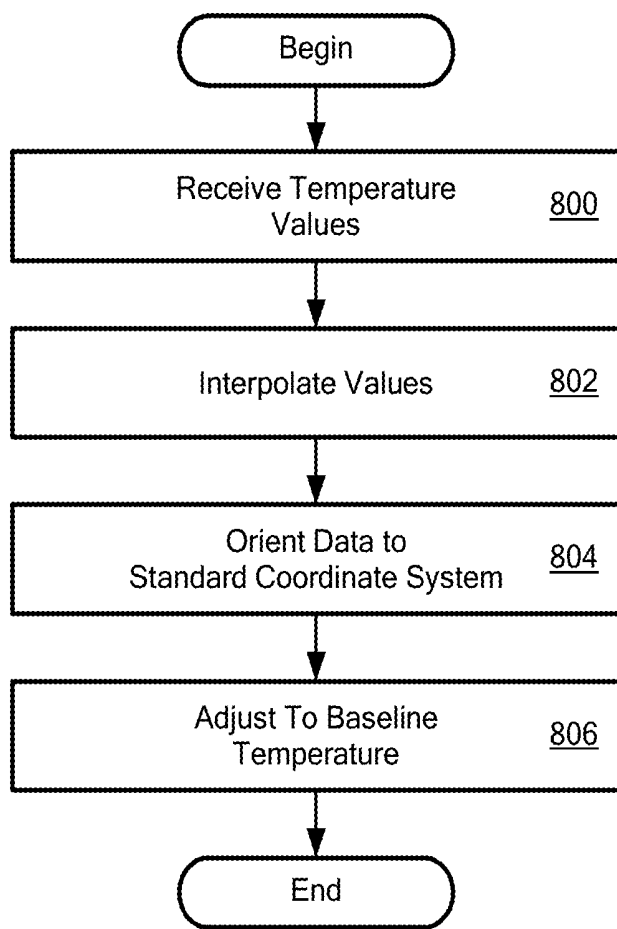 Begin
Receive Temperature
Values
800
Interpolate Values
802
Orient Data to
Standard Coordinate System
804
Adjust To Baseline
Temperature
806
End